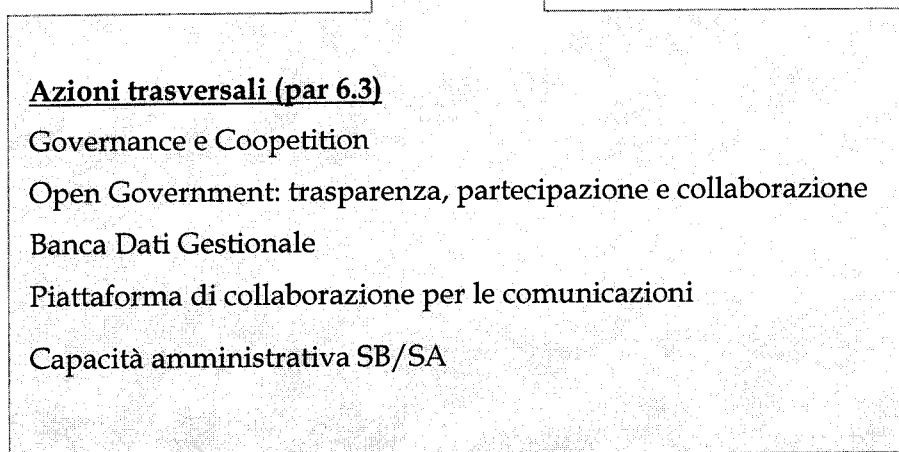 Azioni trasversali (par 6.3)
Governance e Coopetition
Open Government: trasparenza, partecipazione e collaborazione
Banca Dati Gestionale
Piattaforma di collaborazione per le comunicazioni
Capacità amministrativa SB/SA